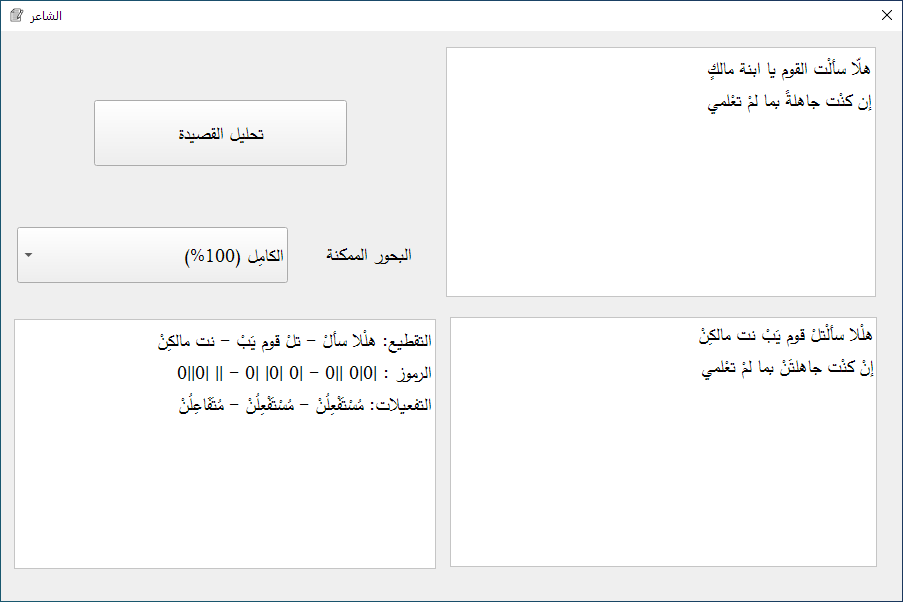 الشاعر
هلّا سألْت القوم يا ابنة مالكٍ
إن كنْت جاهلةً بما لمْ تعْلمي
تحليل القصيدة
البحور الممكنة
الكامِل (100%)
هلْلا سألْتلْ قوم يَبْ نت مالكِنْ
إنْ كنْت جاهلتَنْ بما لمْ تعْلمي
التقطيع: هلْلا سألْ - تلْ قوم يَبْ - نت مالكِنْ
الرموز : |0|0 ||0 - |0 |0| |0 - || |0||0
التفعيلات: مُسْتَفْعِلُنْ - مُسْتَفْعِلُنْ - مُتَفَاعِلُنْ